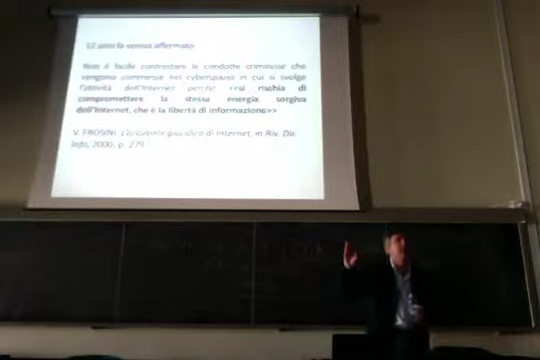 12 anni fa veniva affermato
Non è facile contrastare le condotte criminose che
vengono commesse nel cyberspazio in cui si svolge
l'attività dell'Internet perché <<si rischia di
compromettere la stessa energia sorgiva
dell'Internet, che è la libertà di informazione>>
V. FROSINI, L'orizzonte giuridico di Internet, in Riv. Dir.
Info, 2000, p. 279